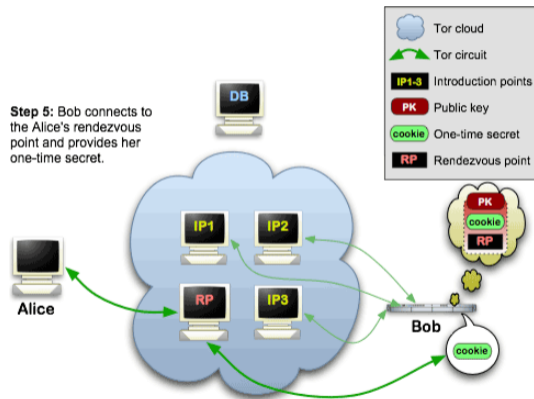 Tor cloud
Tor circuit
IP1-3 Introduction points
PK Public key
cookie One-time secret
RP Rendezvous point
DB
Step 5: Bob connects to
the Alice's rendezvous
point and provides her
one-time secret.
PK
cookie
RP
IP1 IP2
RP IP3
Alice
Bob
cookie